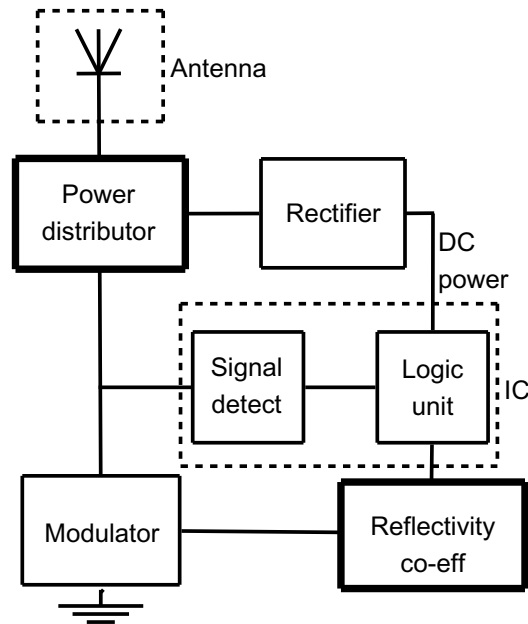 Antenna
Power
distributor
Rectifier
DC
power
Signal
detect
Logic
unit
IC
Modulator
Reflectivity
co-eff